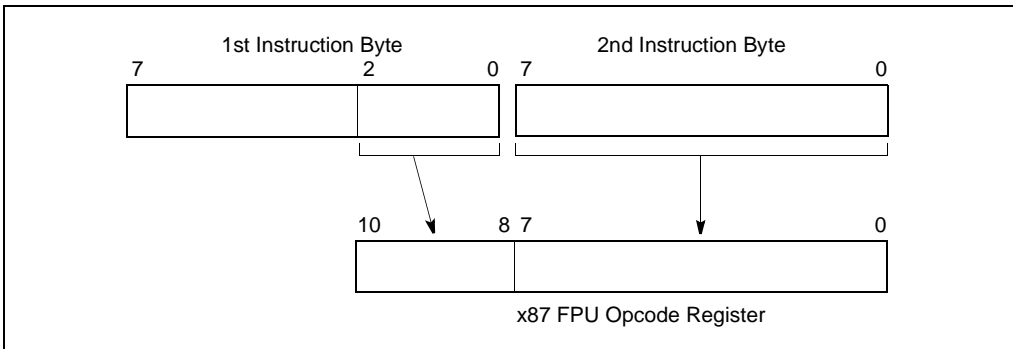 1st Instruction Byte 2nd Instruction Byte
7 2 0 7 0
10 8 7 0
x87 FPU Opcode Register